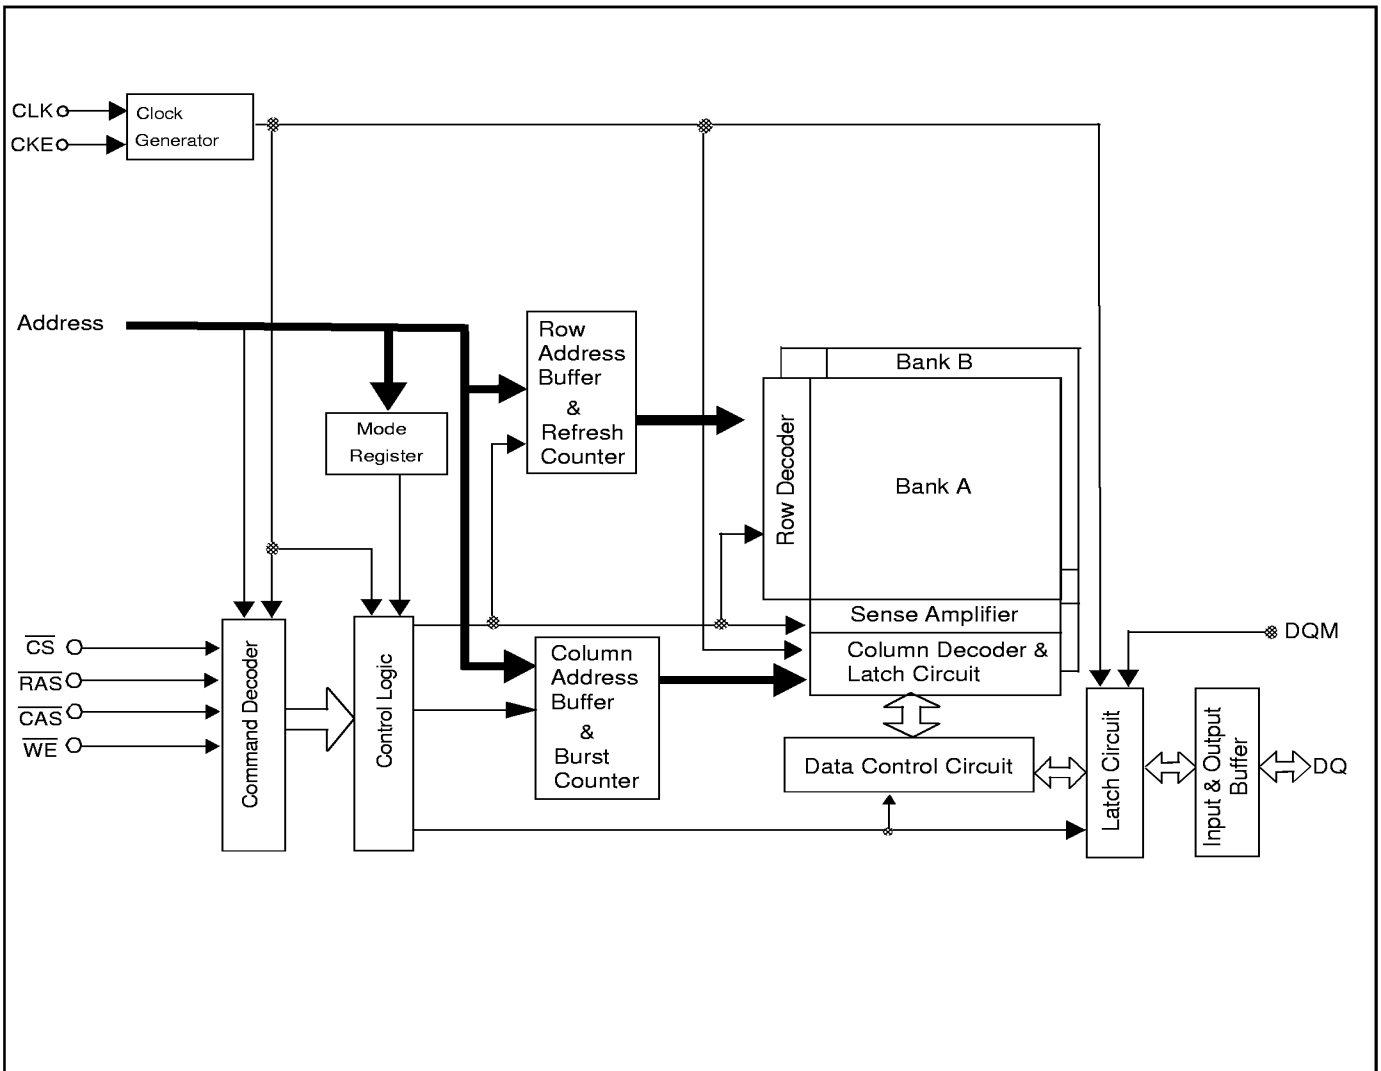 CLK
CKE
Clock
Generator
Address
Row
Address
Buffer
&
Refresh
Counter
Mode
Register
Bank B
Bank A
Row Decoder
Sense Amplifier
Column Decoder &
Latch Circuit
CS
RAS
CAS
WE
Command Decoder
Control Logic
Column
Address
Buffer
&
Burst
Counter
Data Control Circuit
DQM
Latch Circuit
Input & Output
Buffer
DQ